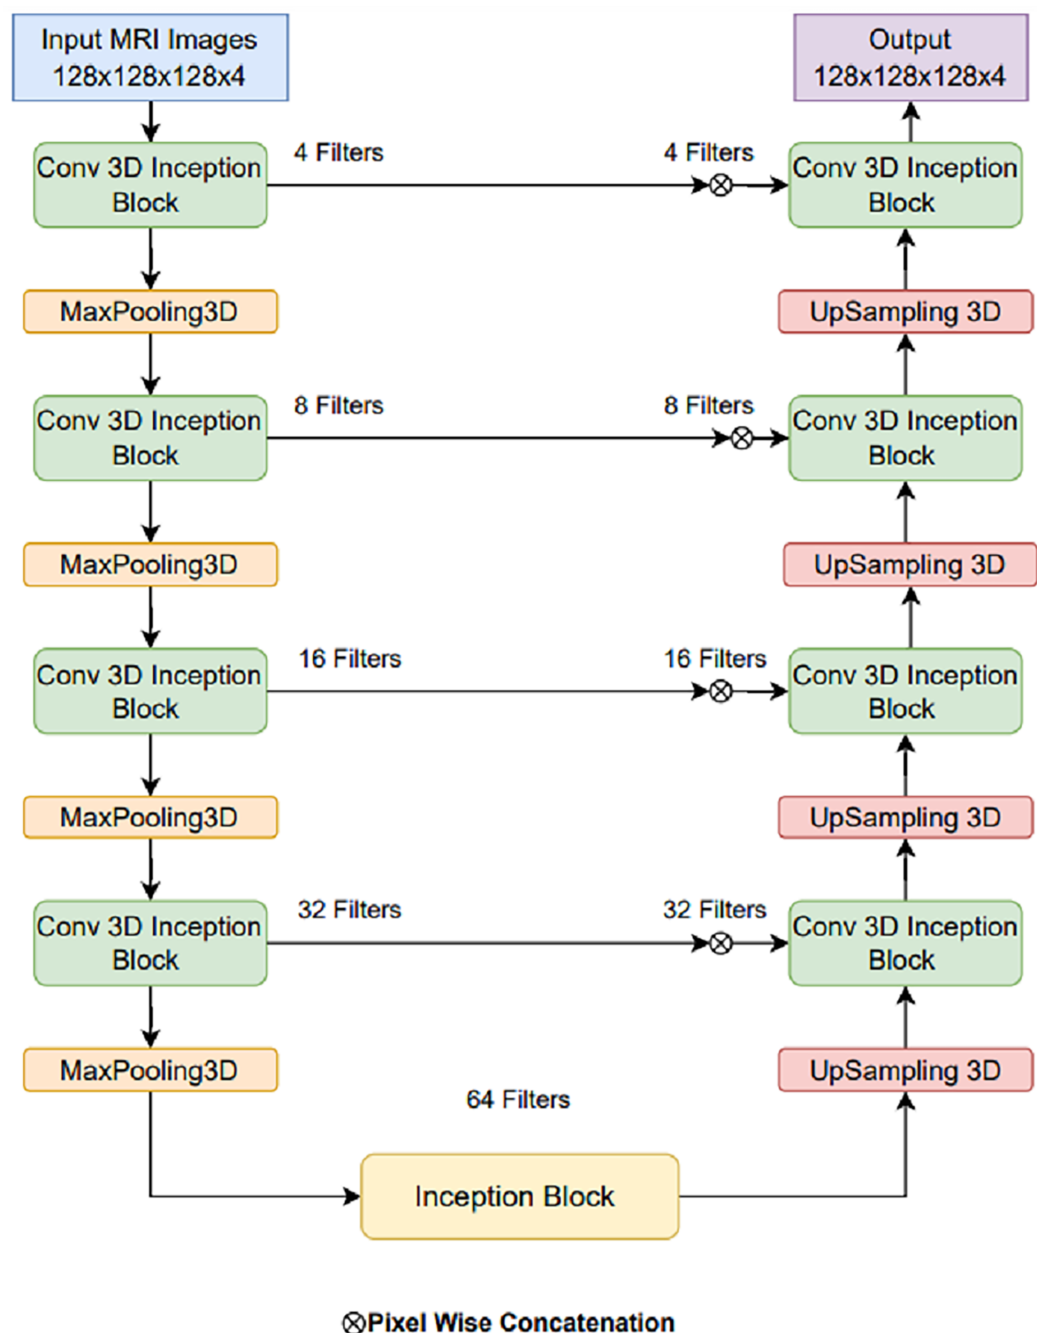 Input MRI Images
128x128x128x4
Output
128x128x128x4
Conv 3D Inception
Block
4 Filters
4 Filters
Conv 3D Inception
Block
MaxPooling3D
UpSampling 3D
Conv 3D Inception
Block
8 Filters
8 Filters
Conv 3D Inception
Block
MaxPooling3D
UpSampling 3D
Conv 3D Inception
Block
16 Filters
16 Filters
Conv 3D Inception
Block
MaxPooling3D
UpSampling 3D
Conv 3D Inception
Block
32 Filters
32 Filters
Conv 3D Inception
Block
MaxPooling3D
UpSampling 3D
64 Filters
Inception Block
⊗Pixel Wise Concatenation